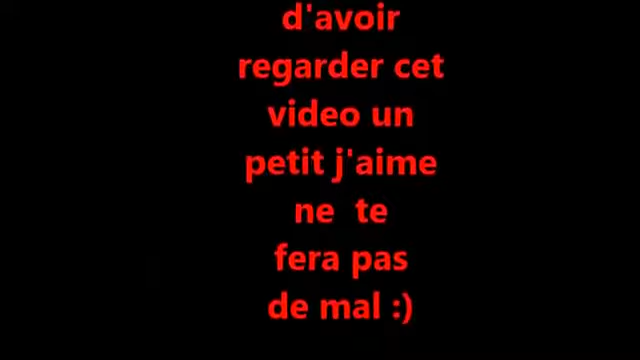 d'avoir
regarder cet
video un
petit j'aime
ne  te
fera pas
de mal :)